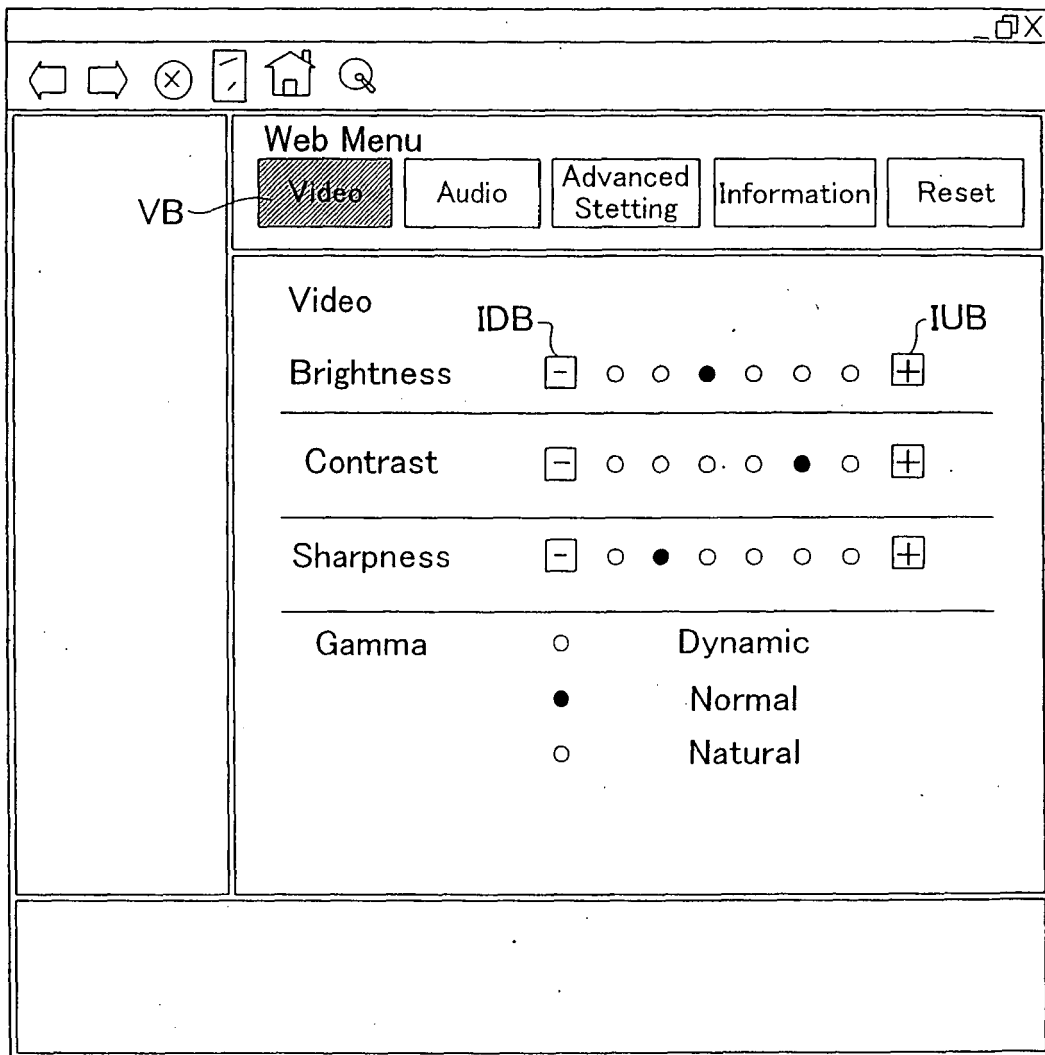 Web Menu
Video Audio Advanced Stetting Information Reset
VB
Video
IDB IUB
Brightness - +
Contrast - +
Sharpness - +
Gamma Dynamic
Normal
Natural